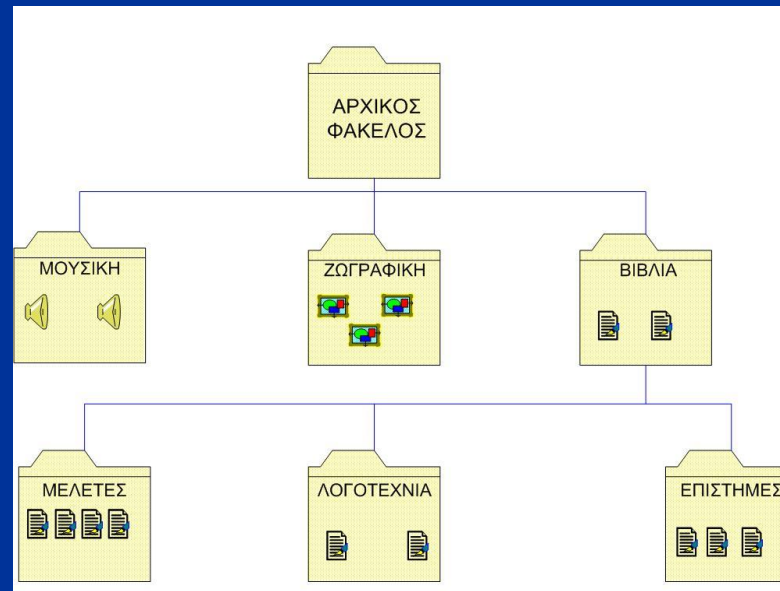 ΑΡΧΙΚΟΣ
ΦΑΚΕΛΟΣ
ΜΟΥΣΙΚΗ
ΖΩΓΡΑΦΙΚΗ
ΒΙΒΛΙΑ
ΜΕΛΕΤΕΣ
ΛΟΓΟΤΕΧΝΙΑ
ΕΠΙΣΤΗΜΕΣ